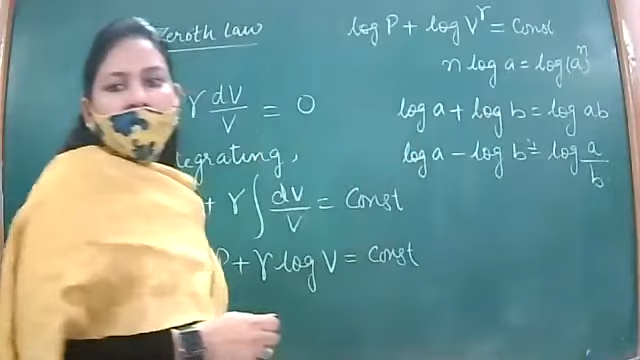 Zeroth law
γ dV/V = 0
tegrating,
+ γ ∫ dV/V = Const
P + γ log V = Const
log P + log V^γ = Const
n log a = log(a)^n
log a + log b = log ab
log a - log b = log a/b